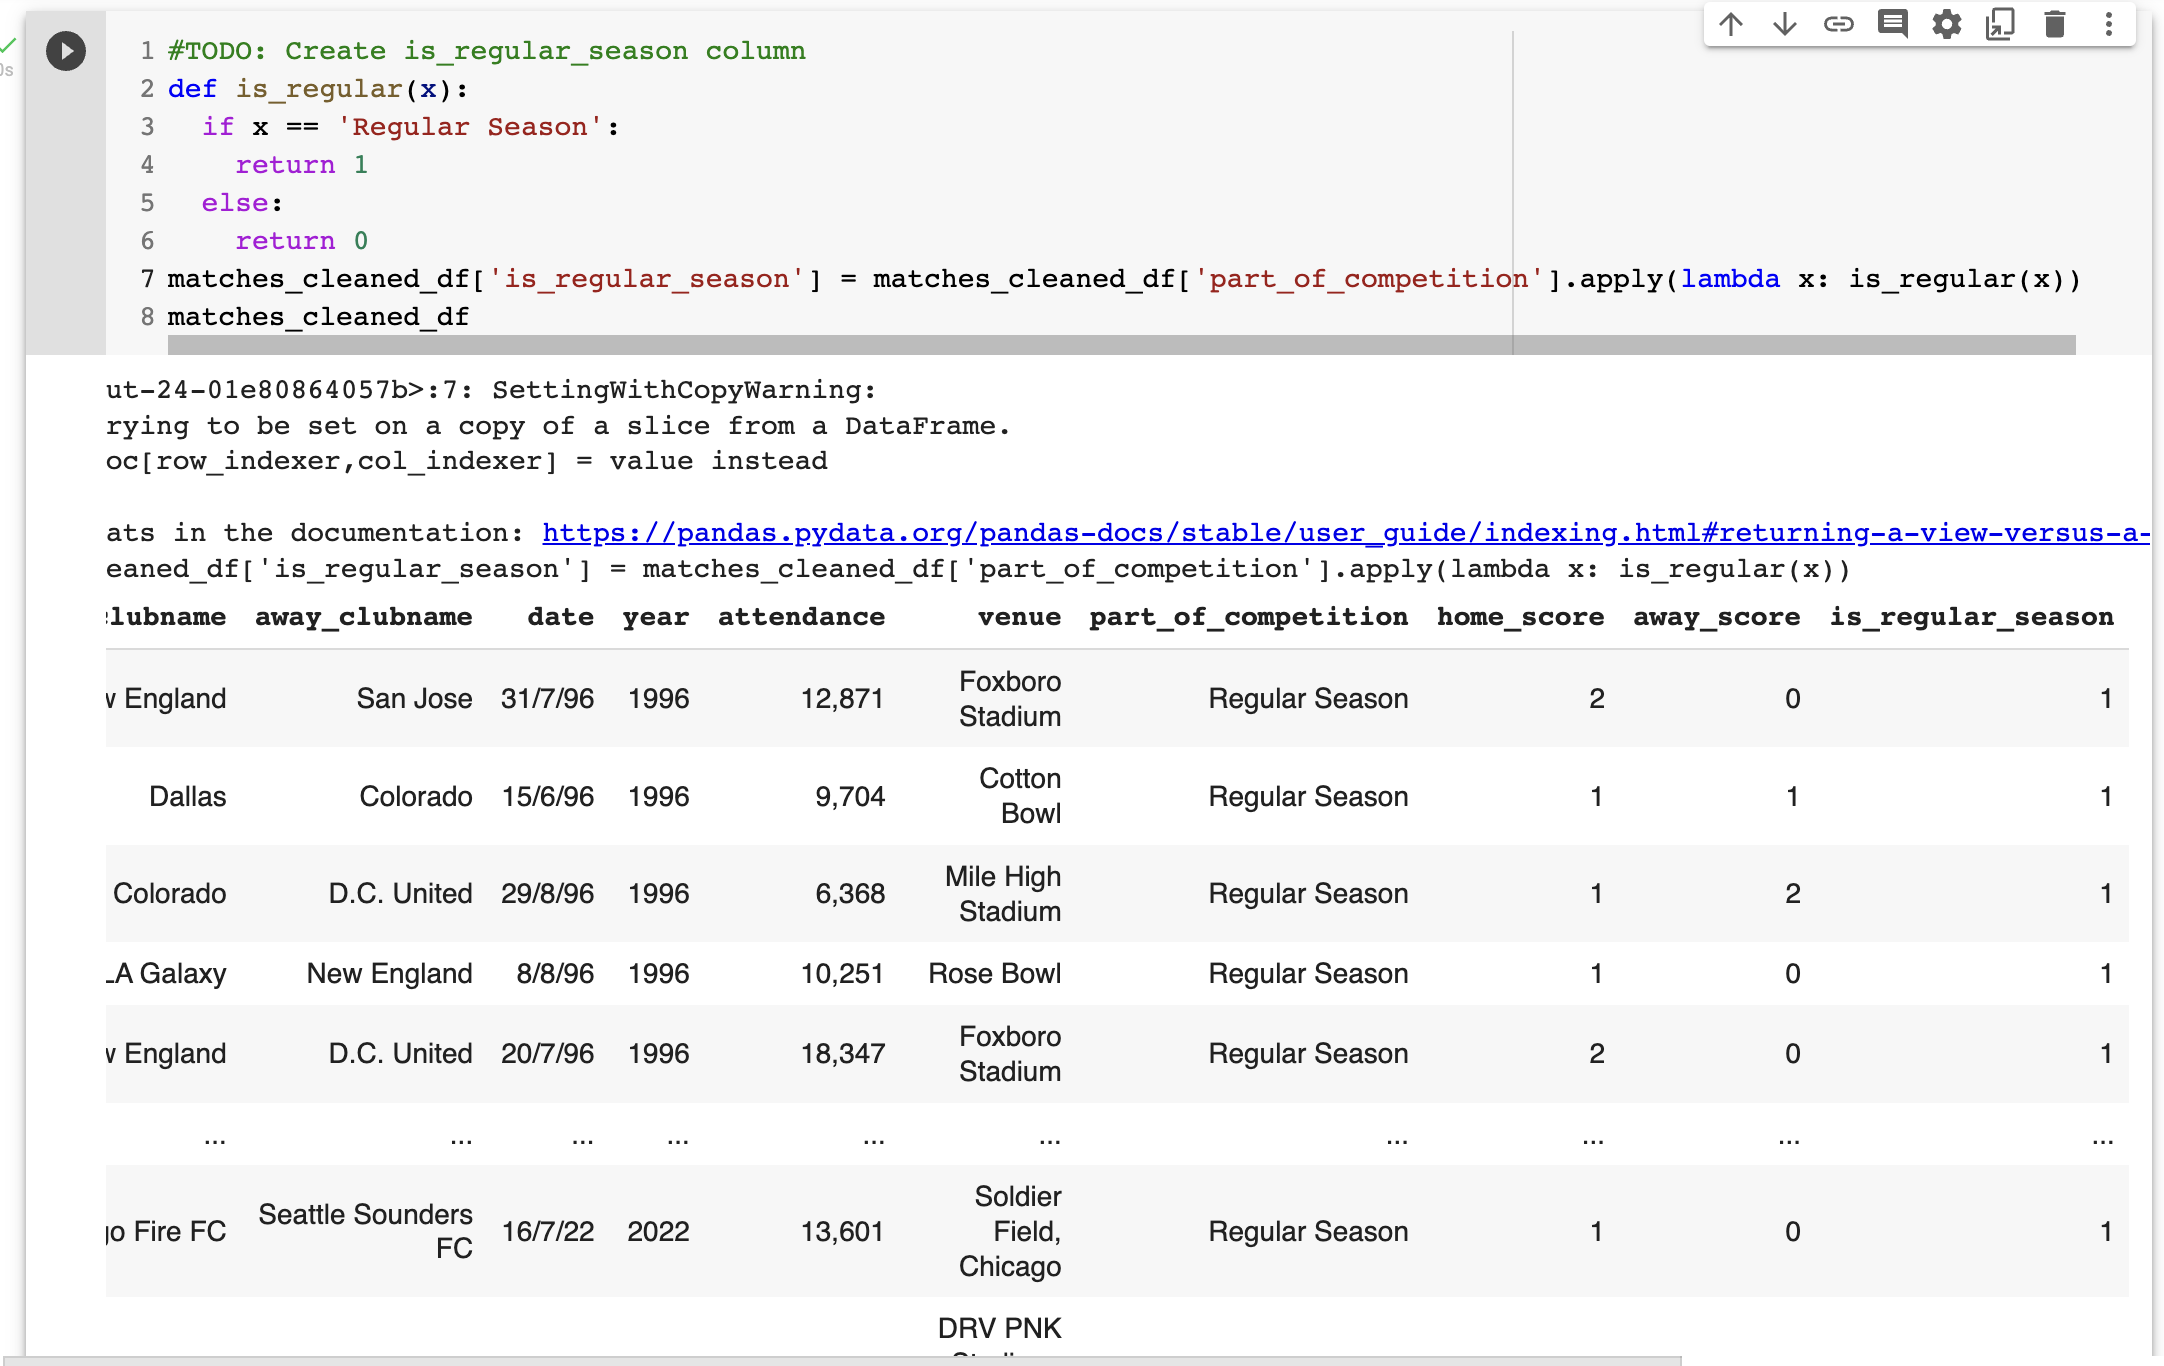 1 #TODO: Create is_regular_season column
2 def is_regular(x):
3   if x == 'Regular Season':
4     return 1
5   else:
6     return 0
7 matches_cleaned_df['is_regular_season'] = matches_cleaned_df['part_of_competition'].apply(lambda x: is_regular(x))
8 matches_cleaned_df
ut-24-01e80864057b>:7: SettingWithCopyWarning:
rying to be set on a copy of a slice from a DataFrame.
oc[row_indexer,col_indexer] = value instead
ats in the documentation: https://pandas.pydata.org/pandas-docs/stable/user_guide/indexing.html#returning-a-view-versus-a-
eaned_df['is_regular_season'] = matches_cleaned_df['part_of_competition'].apply(lambda x: is_regular(x))
lubname away_clubname date year attendance venue part_of_competition home_score away_score is_regular_season
w England San Jose 31/7/96 1996 12,871 Foxboro Stadium Regular Season 2 0 1
Dallas Colorado 15/6/96 1996 9,704 Cotton Bowl Regular Season 1 1 1
Colorado D.C. United 29/8/96 1996 6,368 Mile High Stadium Regular Season 1 2 1
LA Galaxy New England 8/8/96 1996 10,251 Rose Bowl Regular Season 1 0 1
w England D.C. United 20/7/96 1996 18,347 Foxboro Stadium Regular Season 2 0 1
... ... ... ... ... ... ... ... ... ...
go Fire FC Seattle Sounders FC 16/7/22 2022 13,601 Soldier Field, Chicago Regular Season 1 0 1
DRV PNK